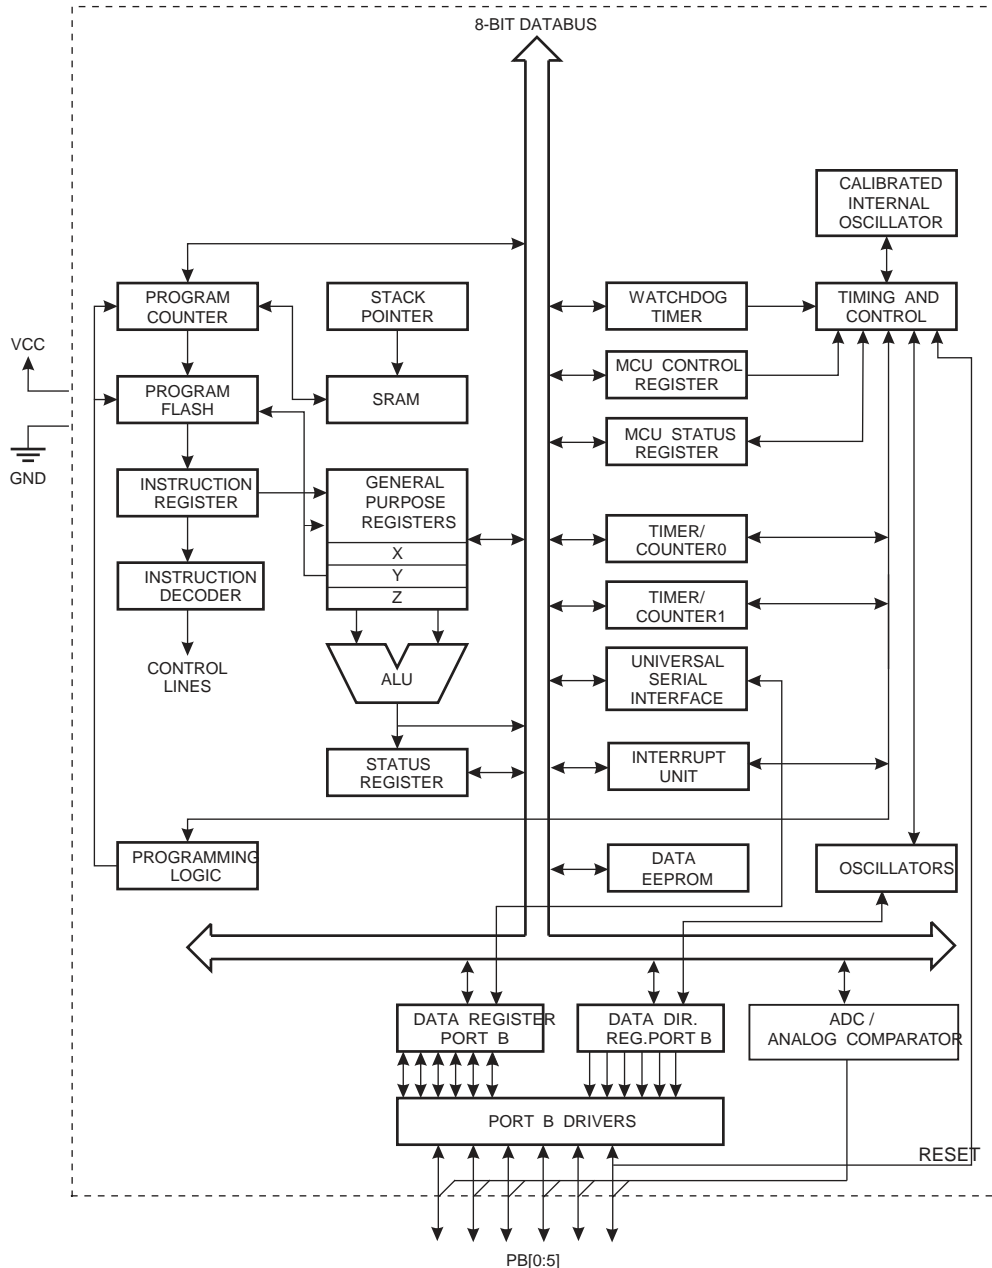 8-BIT DATABUS
CALIBRATED
INTERNAL
OSCILLATOR
PROGRAM
COUNTER
STACK
POINTER
WATCHDOG
TIMER
TIMING AND
CONTROL
VCC
GND
PROGRAM
FLASH
SRAM
MCU CONTROL
REGISTER
MCU STATUS
REGISTER
INSTRUCTION
REGISTER
GENERAL
PURPOSE
REGISTERS
X
Y
Z
TIMER/
COUNTER0
INSTRUCTION
DECODER
TIMER/
COUNTER1
CONTROL
LINES
ALU
UNIVERSAL
SERIAL
INTERFACE
STATUS
REGISTER
INTERRUPT
UNIT
PROGRAMMING
LOGIC
DATA
EEPROM
OSCILLATORS
DATA REGISTER
PORT B
DATA DIR.
REG.PORT B
ADC /
ANALOG COMPARATOR
PORT B DRIVERS
RESET
PB[0:5]